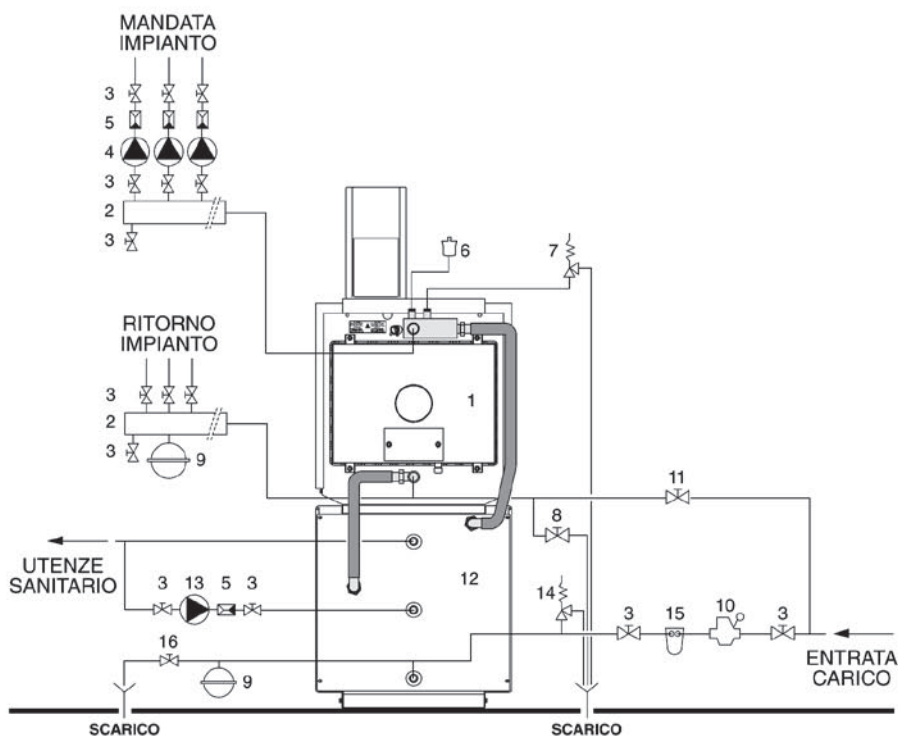 MANDATA
IMPIANTO
3
5
4
3
2
3
6
7
RITORNO
IMPIANTO
3
2
3
9
1
11
8
UTENZE
SANITARIO
3 13 5 3
12
14
3 15 10 3
16
9
ENTRATA
CARICO
SCARICO
SCARICO